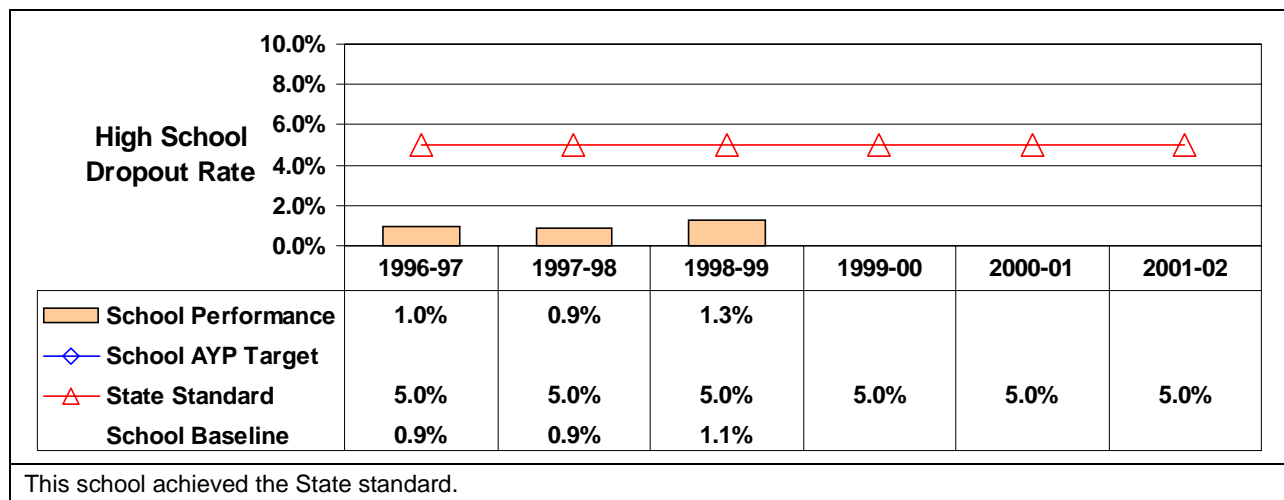 10.0%
8.0%
6.0%
4.0%
2.0%
0.0%
High School
Dropout Rate
1996-97 1997-98 1998-99 1999-00 2000-01 2001-02
School Performance 1.0% 0.9% 1.3%
School AYP Target
State Standard 5.0% 5.0% 5.0% 5.0% 5.0% 5.0%
School Baseline 0.9% 0.9% 1.1%
This school achieved the State standard.